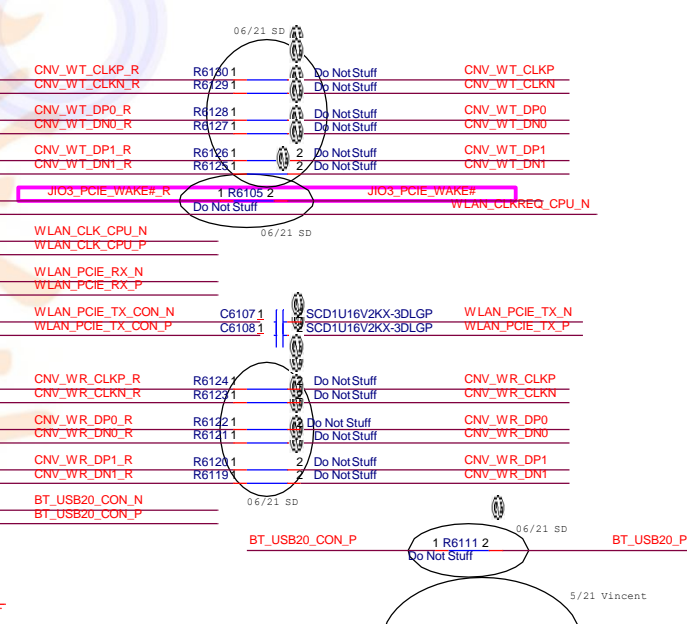 06/21 SD
CNV_WT_CLKP_R R6130 1 Do Not Stuff CNV_WT_CLKP
CNV_WT_CLKN_R R6129 1 Do Not Stuff CNV_WT_CLKN
CNV_WT_DP0_R R6128 1 Do Not Stuff CNV_WT_DP0
CNV_WT_DN0_R R6127 1 Do Not Stuff CNV_WT_DN0
CNV_WT_DP1_R R6126 1 2 Do Not Stuff CNV_WT_DP1
CNV_WT_DN1_R R6125 1 2 Do Not Stuff CNV_WT_DN1
JIO3_PCIE_WAKE#_R 1 R6105 2 JIO3_PCIE_WAKE#
Do Not Stuff WLAN_CLKREQ_CPU_N
06/21 SD
WLAN_CLK_CPU_N
WLAN_CLK_CPU_P
WLAN_PCIE_RX_N
WLAN_PCIE_RX_P
WLAN_PCIE_TX_CON_N C6107 1 SCD1U16V2KX-3DLGP WLAN_PCIE_TX_N
WLAN_PCIE_TX_CON_P C6108 1 SCD1U16V2KX-3DLGP WLAN_PCIE_TX_P
CNV_WR_CLKP_R R6124 1 Do Not Stuff CNV_WR_CLKP
CNV_WR_CLKN_R R6123 1 Do Not Stuff CNV_WR_CLKN
CNV_WR_DP0_R R6122 1 Do Not Stuff CNV_WR_DP0
CNV_WR_DN0_R R6121 1 Do Not Stuff CNV_WR_DN0
CNV_WR_DP1_R R6120 1 2 Do Not Stuff CNV_WR_DP1
CNV_WR_DN1_R R6119 1 2 Do Not Stuff CNV_WR_DN1
06/21 SD
BT_USB20_CON_N
BT_USB20_CON_P
06/21 SD
BT_USB20_CON_P 1 R6111 2 BT_USB20_P
Do Not Stuff
5/21 Vincent